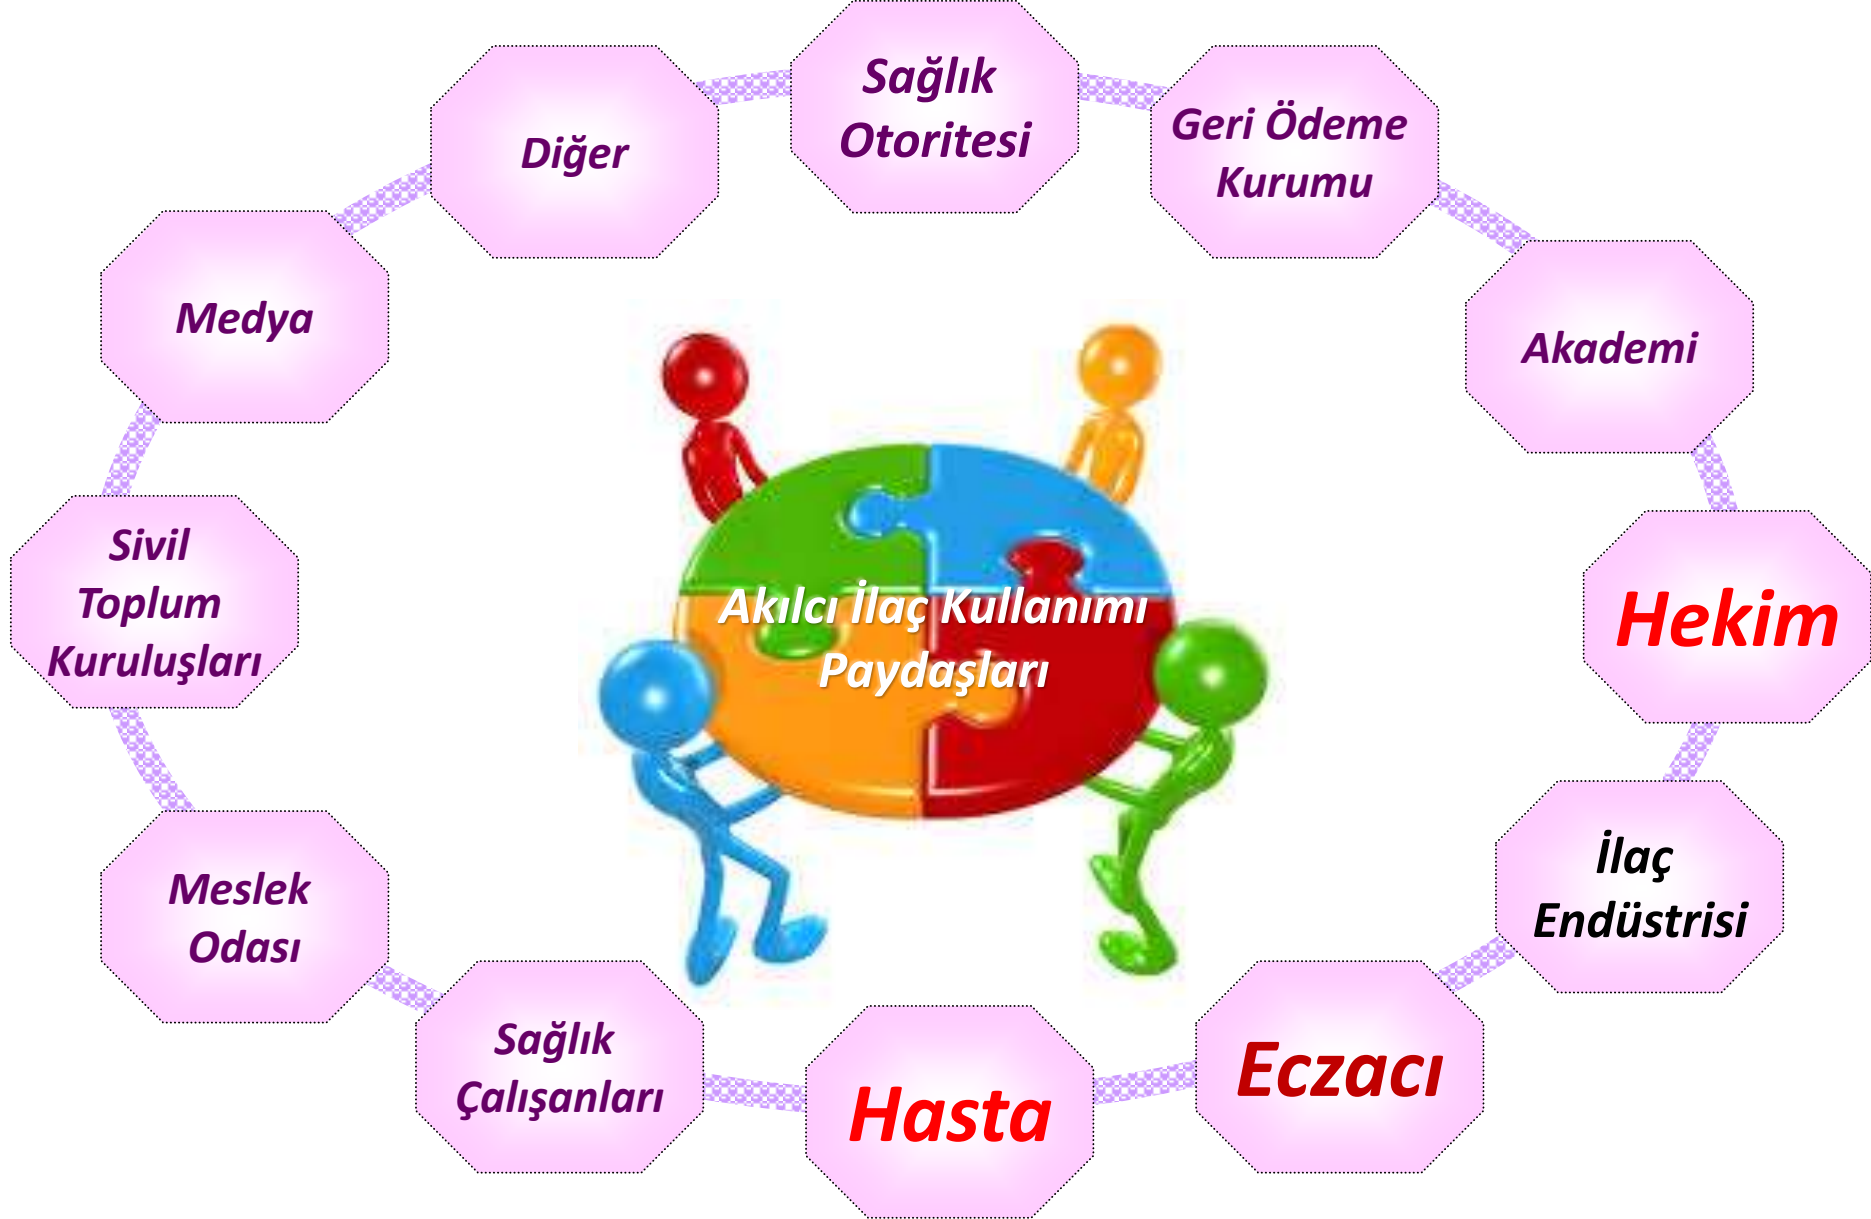 Sağlık
Otoritesi
Geri Ödeme
Kurumu
Akademi
Hekim
İlaç
Endüstrisi
Eczacı
Hasta
Sağlık
Çalışanları
Meslek
Odası
Sivil
Toplum
Kuruluşları
Medya
Diğer
Akılcı İlaç Kullanımı
Paydaşları